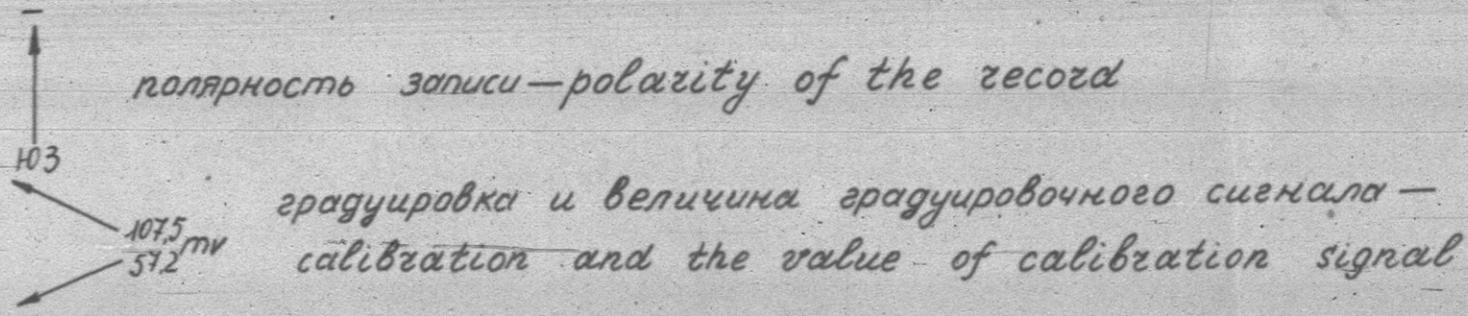 –
полярность записи — polarity of the record
ЮЗ
градуировка и величина градуировочного сигнала —
107,5
57,2 mv
calibration and the value of calibration signal